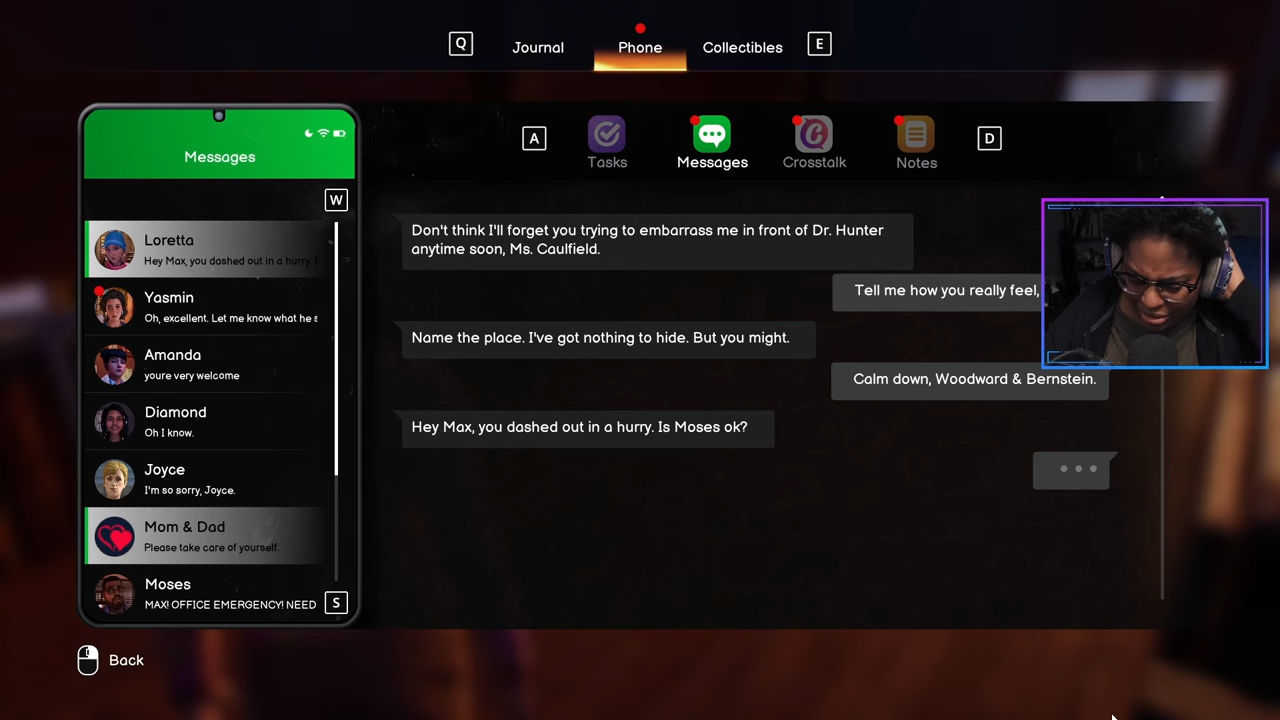 Q
Journal
Phone
Collectibles
E
Messages
A
Tasks
Messages
Crosstalk
Notes
D
W
Loretta
Hey Max, you dashed out in a hurry.
Yasmin
Oh, excellent. Let me know what he s
Amanda
youre very welcome
Diamond
Oh I know.
Joyce
I'm so sorry, Joyce.
Mom & Dad
Please take care of yourself.
Moses
MAX! OFFICE EMERGENCY! NEED
S
Don't think I'll forget you trying to embarrass me in front of Dr. Hunter
anytime soon, Ms. Caulfield.
Tell me how you really feel,
Name the place. I've got nothing to hide. But you might.
Calm down, Woodward & Bernstein.
Hey Max, you dashed out in a hurry. Is Moses ok?
Back